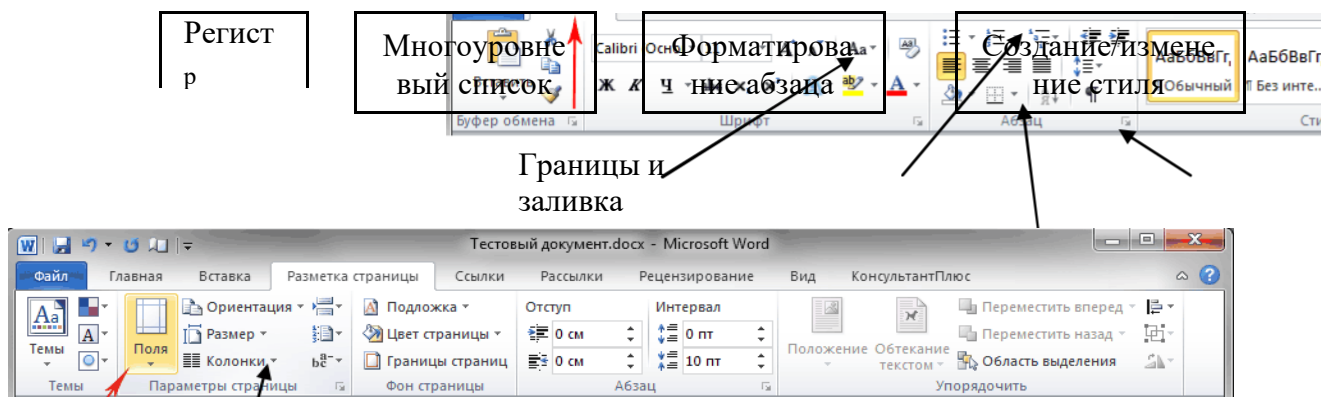 Регист
р
Многоуровне
вый список
Форматирова
ние абзаца
Создание/измене
ние стиля
Calibri
Ж К Ч
Aa
АаБбВвГг, АаБбВвГг
Обычный ¶ Без инте..
Буфер обмена Шрифт Абзац Сти
Границы и
заливка
Тестовый документ.docx - Microsoft Word
Файл Главная Вставка Разметка страницы Ссылки Рассылки Рецензирование Вид КонсультантПлюс
Ориентация Подложка Отступ Интервал Переместить вперед
Темы Поля Размер Цвет страницы 0 см 0 пт Положение Обтекание текстом Переместить назад
Колонки Границы страниц 0 см 10 пт Область выделения
Темы Параметры страницы Фон страницы Абзац Упорядочить